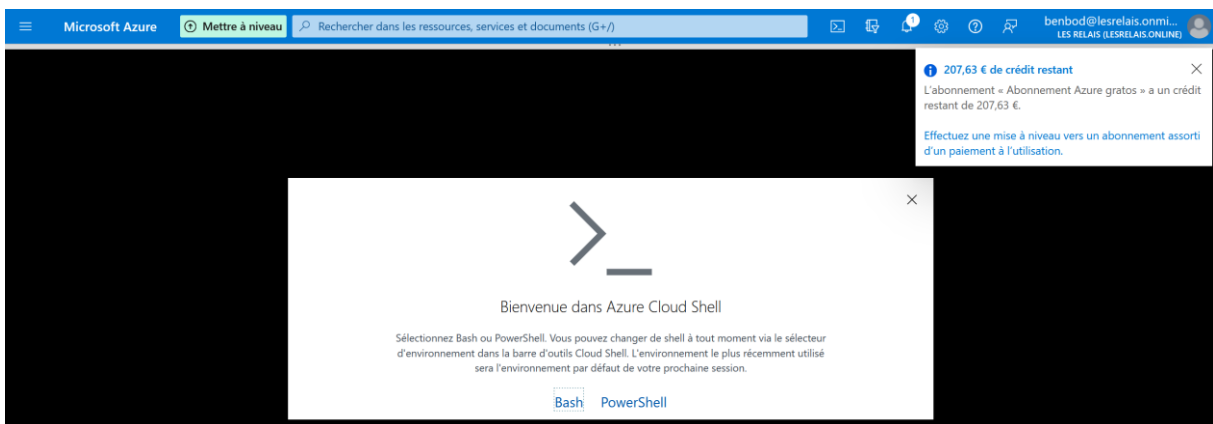 Microsoft Azure
Mettre à niveau
Rechercher dans les ressources, services et documents (G+/)
1
benbod@lesrelais.onmi...
LES RELAIS (LESRELAIS.ONLINE)
207,63 € de crédit restant
L'abonnement « Abonnement Azure gratos » a un crédit
restant de 207,63 €.
Effectuez une mise à niveau vers un abonnement assorti
d'un paiement à l'utilisation.
Bienvenue dans Azure Cloud Shell
Sélectionnez Bash ou PowerShell. Vous pouvez changer de shell à tout moment via le sélecteur
d'environnement dans la barre d'outils Cloud Shell. L'environnement le plus récemment utilisé
sera l'environnement par défaut de votre prochaine session.
Bash PowerShell